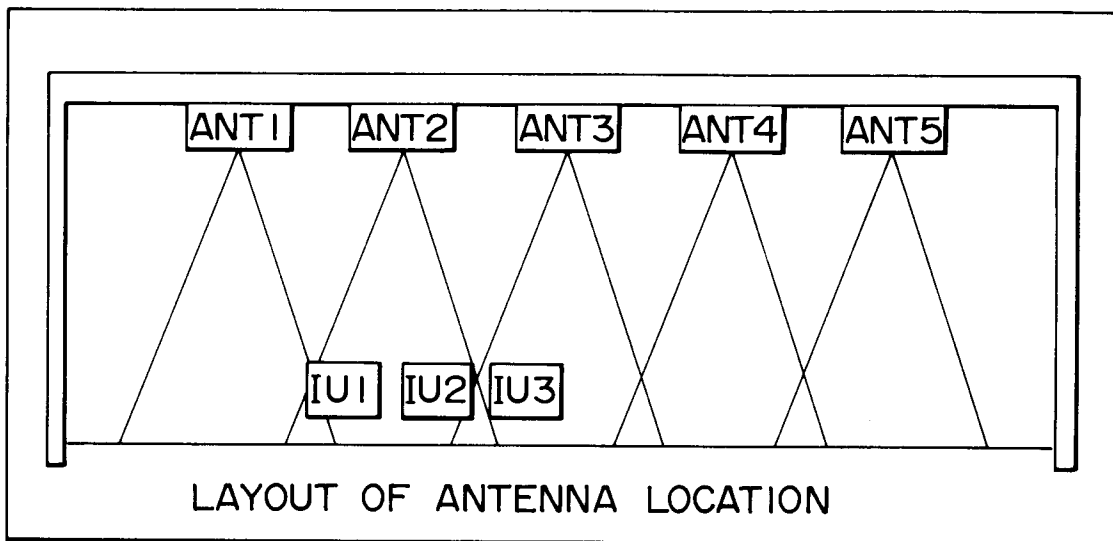 ANT1 ANT2 ANT3 ANT4 ANT5
IU1 IU2 IU3
LAYOUT OF ANTENNA LOCATION